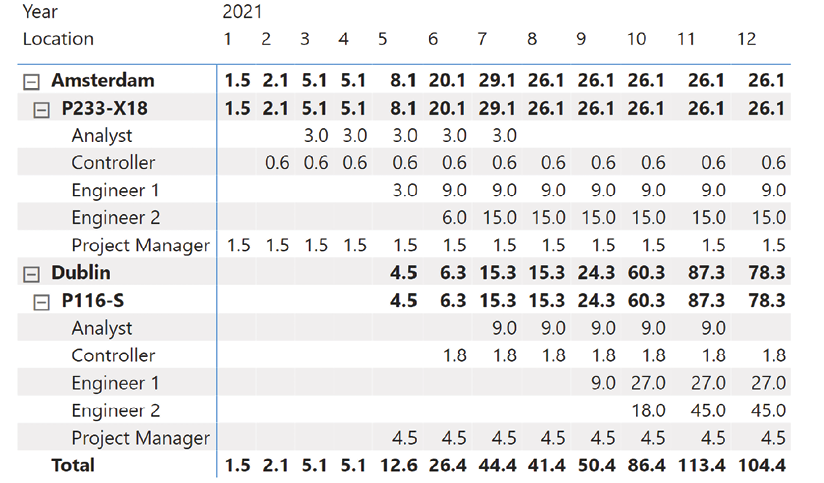 Year 2021
Location 1 2 3 4 5 6 7 8 9 10 11 12
Amsterdam 1.5 2.1 5.1 5.1 8.1 20.1 29.1 26.1 26.1 26.1 26.1 26.1
P233-X18 1.5 2.1 5.1 5.1 8.1 20.1 29.1 26.1 26.1 26.1 26.1 26.1
Analyst 3.0 3.0 3.0 3.0 3.0
Controller 0.6 0.6 0.6 0.6 0.6 0.6 0.6 0.6 0.6 0.6 0.6
Engineer 1 3.0 9.0 9.0 9.0 9.0 9.0 9.0 9.0
Engineer 2 6.0 15.0 15.0 15.0 15.0 15.0 15.0
Project Manager 1.5 1.5 1.5 1.5 1.5 1.5 1.5 1.5 1.5 1.5 1.5 1.5
Dublin 4.5 6.3 15.3 15.3 24.3 60.3 87.3 78.3
P116-S 4.5 6.3 15.3 15.3 24.3 60.3 87.3 78.3
Analyst 9.0 9.0 9.0 9.0 9.0
Controller 1.8 1.8 1.8 1.8 1.8 1.8 1.8
Engineer 1 9.0 27.0 27.0 27.0
Engineer 2 18.0 45.0 45.0
Project Manager 4.5 4.5 4.5 4.5 4.5 4.5 4.5 4.5
Total 1.5 2.1 5.1 5.1 12.6 26.4 44.4 41.4 50.4 86.4 113.4 104.4